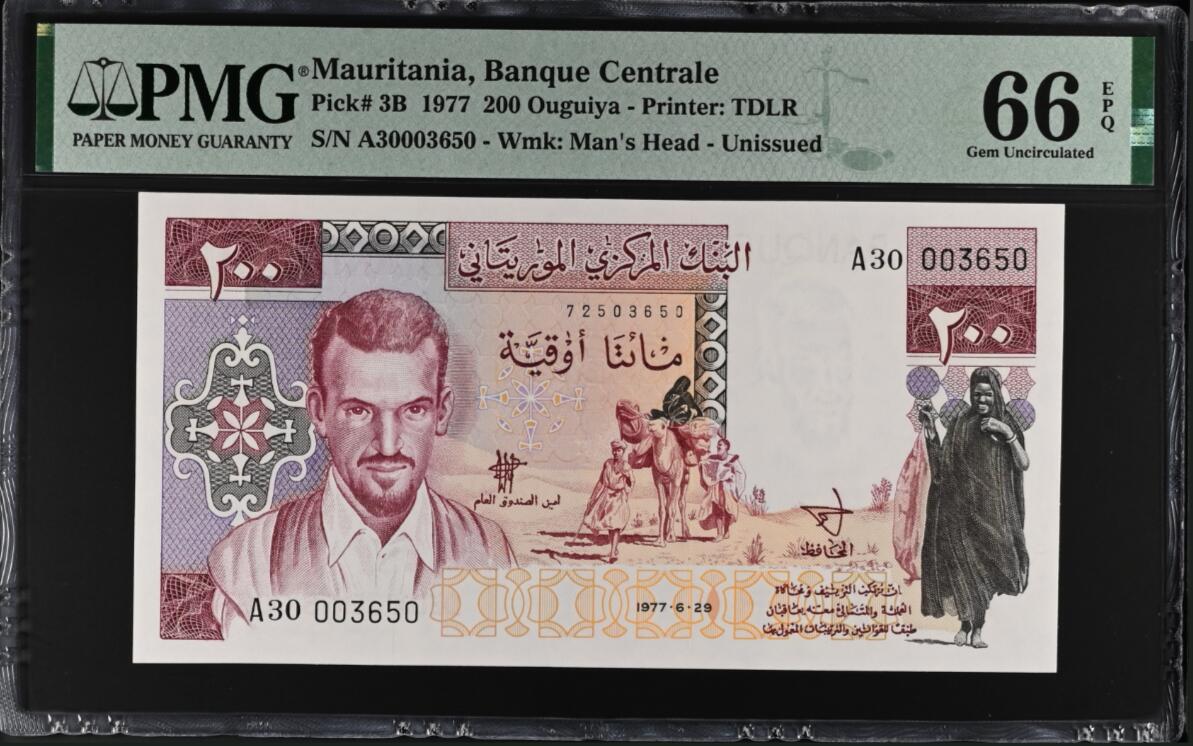 PMG®
PAPER MONEY GUARANTY
Mauritania, Banque Centrale
Pick# 3B 1977 200 Ouguiya - Printer: TDLR
S/N A30003650 - Wmk: Man's Head - Unissued
66 EPQ
Gem Uncirculated
٢٠٠
البنك المركزي الموريتاني
A30 003650
72503650
مائتا أوقيّة
٢٠٠
امين الصندوق العام
المحافظ
A30 003650
1977·6·29